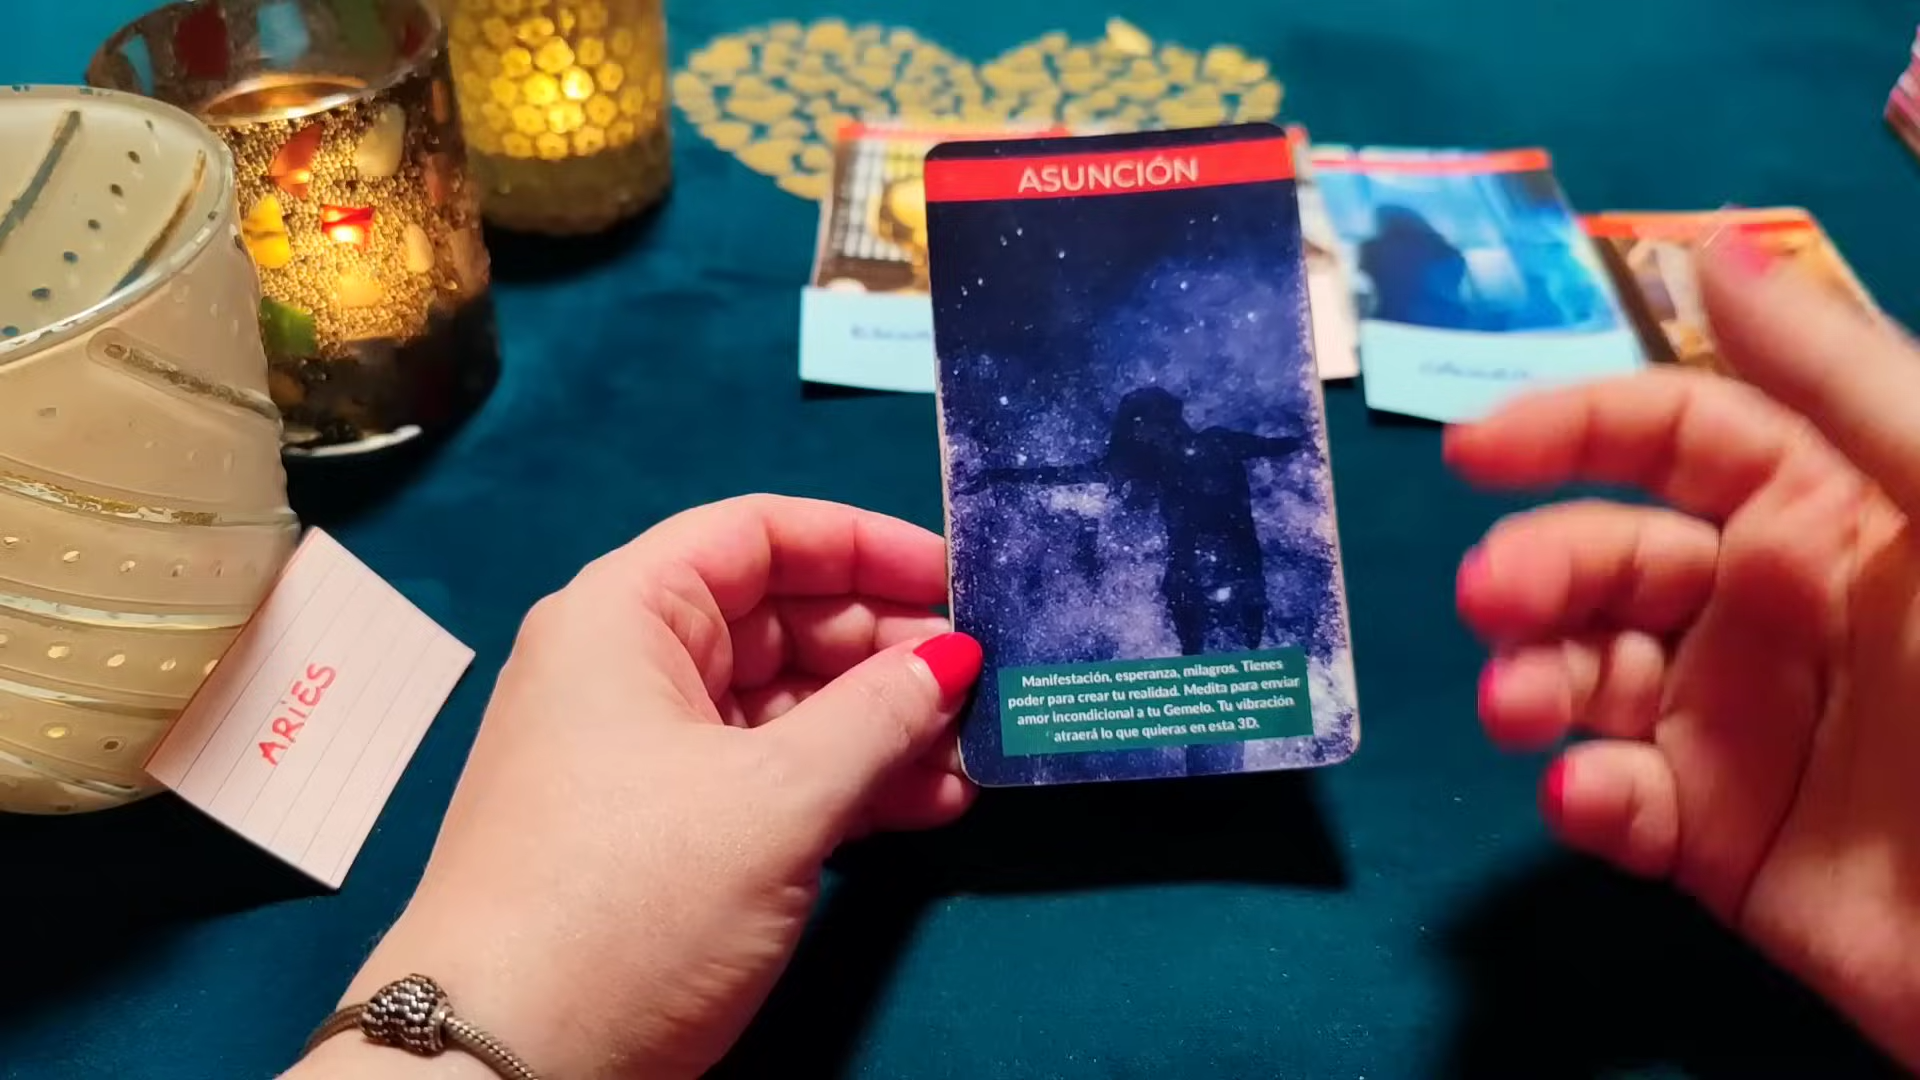 ASUNCIÓN
Manifestación, esperanza, milagros. Tienes
poder para crear tu realidad. Medita para enviar
amor incondicional a tu Gemelo. Tu vibración
atraerá lo que quieras en esta 3D.
ARIES